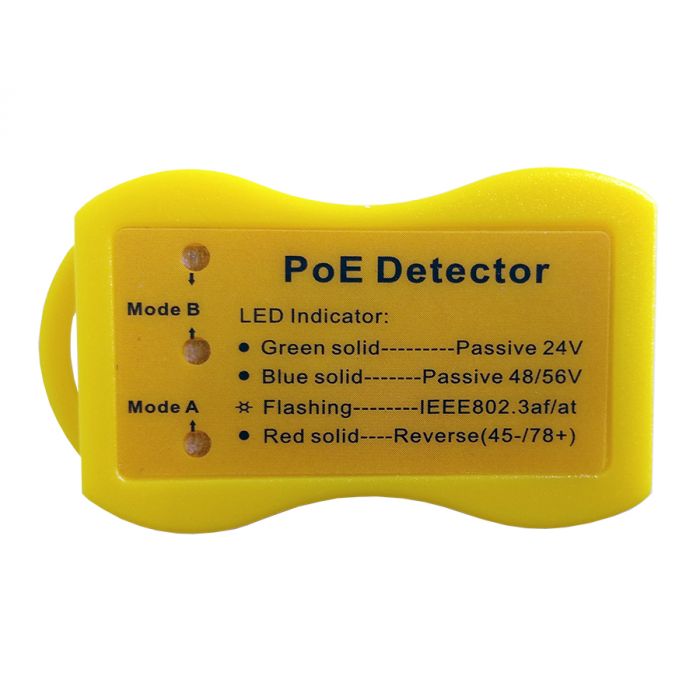 PoE Detector
Mode B
Mode A
LED Indicator:
● Green solid---------Passive 24V
● Blue solid-------Passive 48/56V
☼ Flashing--------IEEE802.3af/at
● Red solid----Reverse(45-/78+)